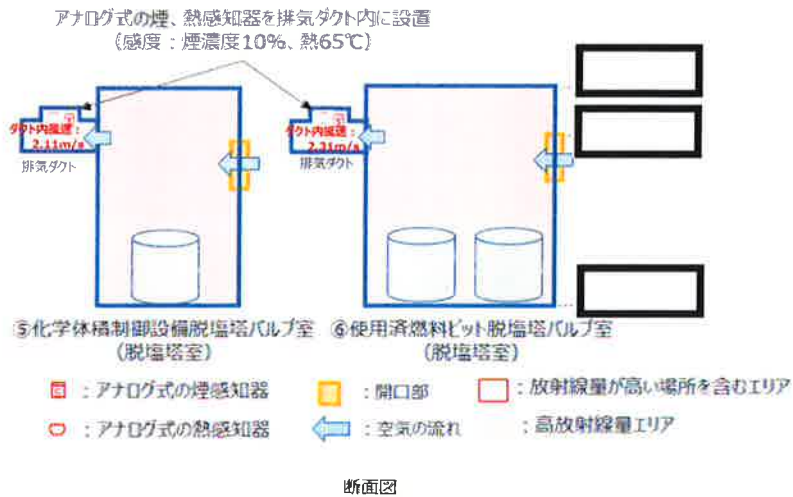 アナログ式の煙、熱感知器を排気ダクト内に設置
（感度：煙濃度10%、熱65℃）
ダクト内風速：
2.11m/s
排気ダクト
ダクト内風速：
2.31m/s
排気ダクト
⑤化学体積制御設備脱塩塔バルブ室
（脱塩塔室）
⑥使用済燃料ピット脱塩塔バルブ室
（脱塩塔室）
：アナログ式の煙感知器
：開口部
：放射線量が高い場所を含むエリア
：アナログ式の熱感知器
：空気の流れ
：高放射線量エリア
断面図